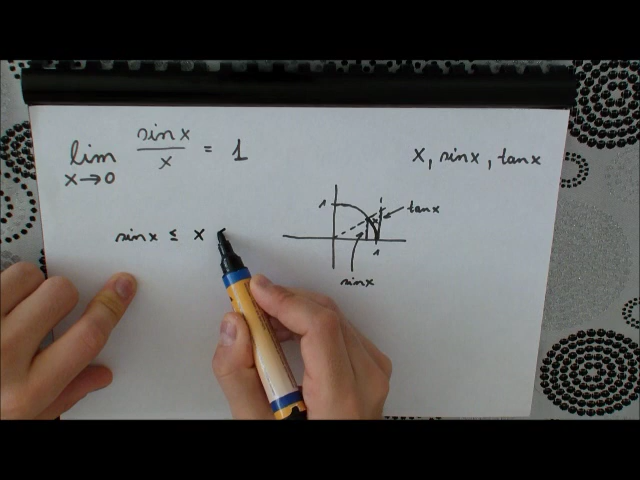 lim x→0 sin x / x = 1
x, sin x, tan x
sin x ≤ x
1
tan x
1
x
sin x